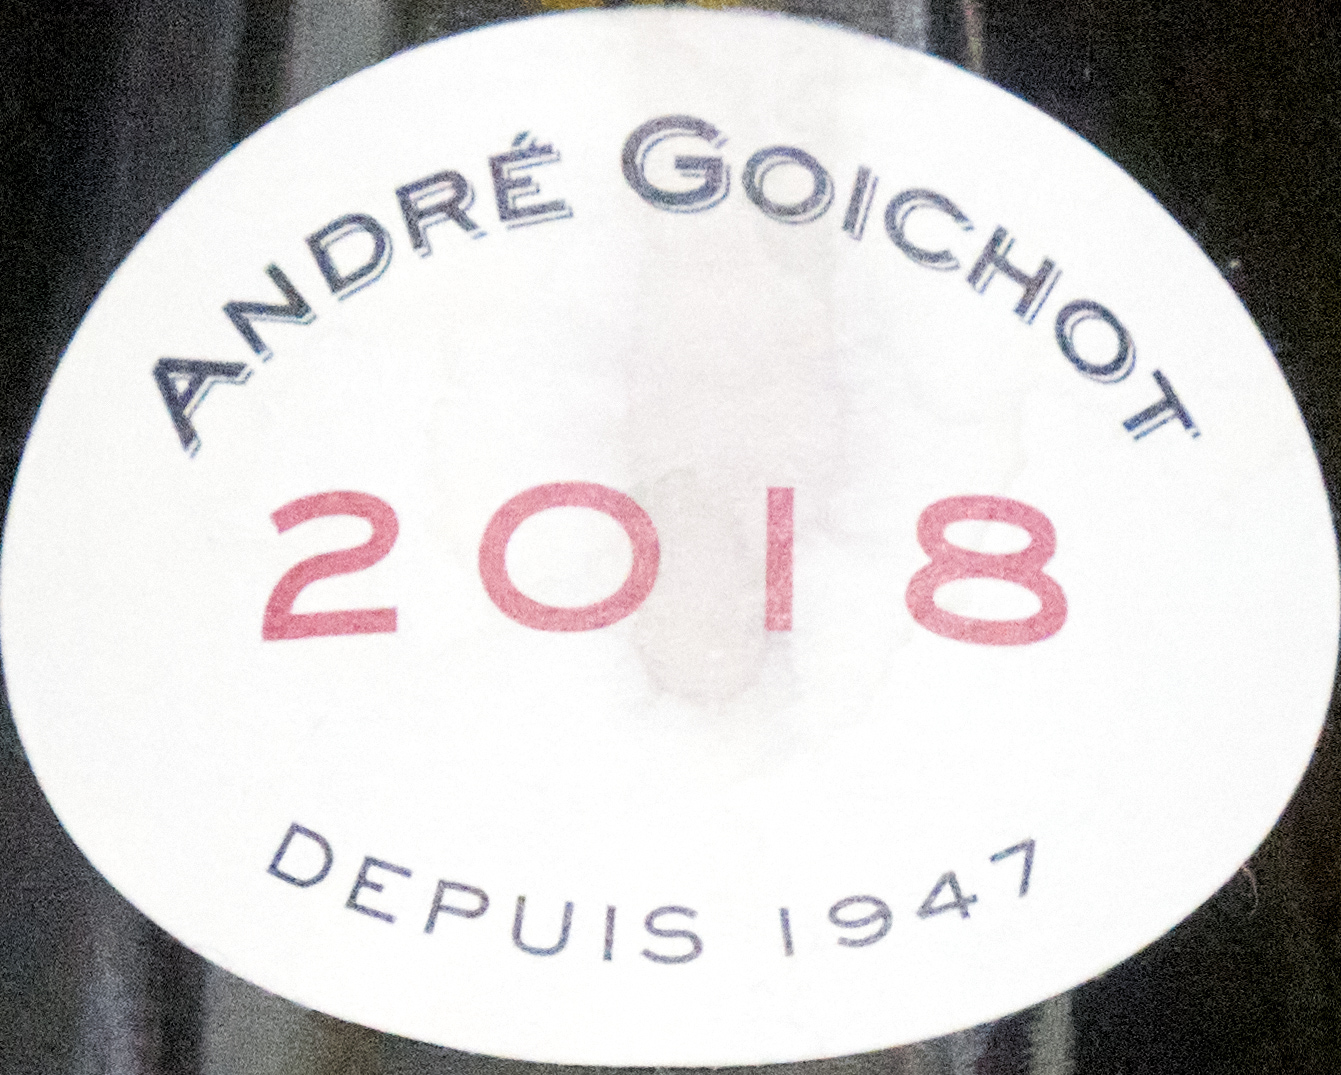 ANDRÉ GOICHOT
2018
DEPUIS 1947